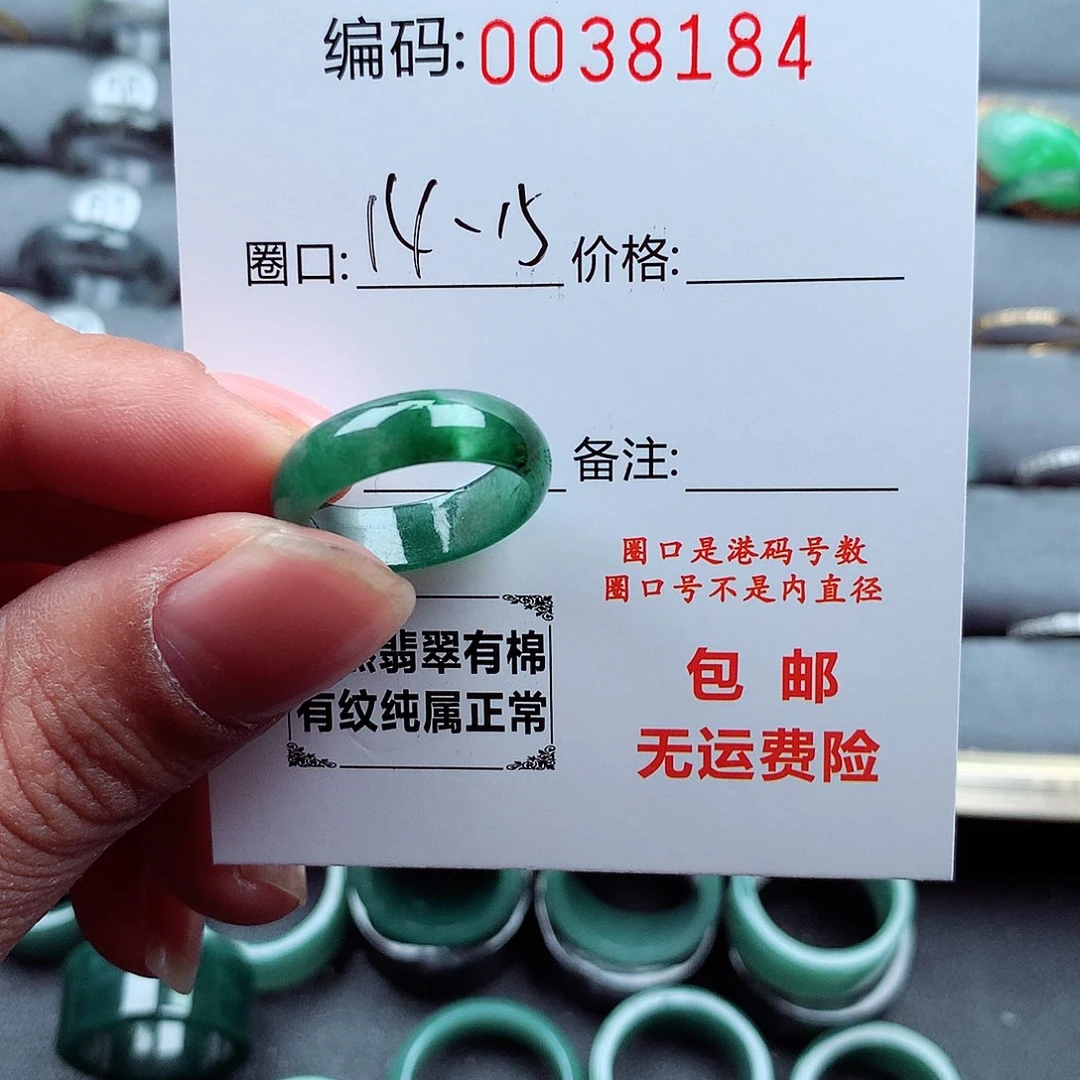 编码:0038184
圈口:14-15 价格:
备注:
圈口是港码号数
圈口号不是内直径
翡翠有棉
有纹纯属正常
包 邮
无运费险